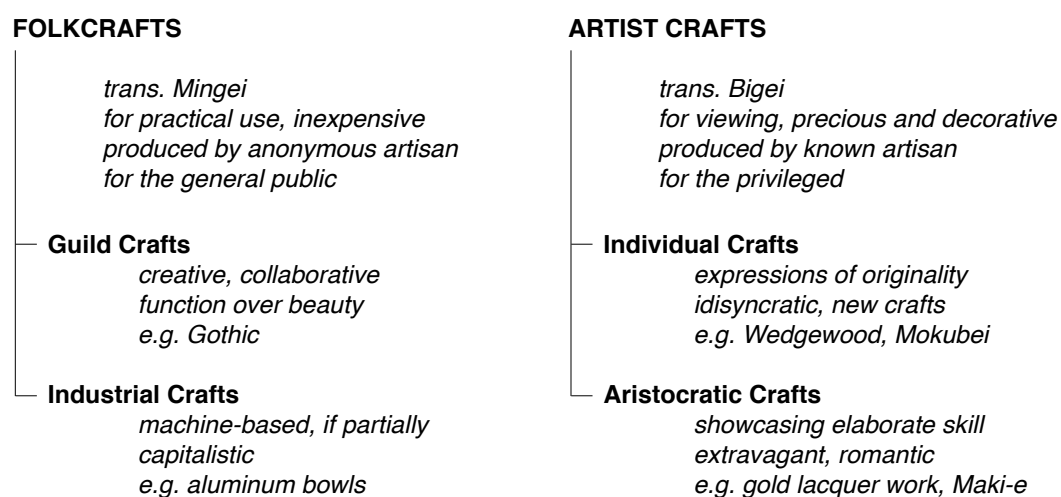 FOLKCRAFTS
trans. Mingei
for practical use, inexpensive
produced by anonymous artisan
for the general public
Guild Crafts
creative, collaborative
function over beauty
e.g. Gothic
Industrial Crafts
machine-based, if partially
capitalistic
e.g. aluminum bowls
ARTIST CRAFTS
trans. Bigei
for viewing, precious and decorative
produced by known artisan
for the privileged
Individual Crafts
expressions of originality
idisyncratic, new crafts
e.g. Wedgewood, Mokubei
Aristocratic Crafts
showcasing elaborate skill
extravagant, romantic
e.g. gold lacquer work, Maki-e